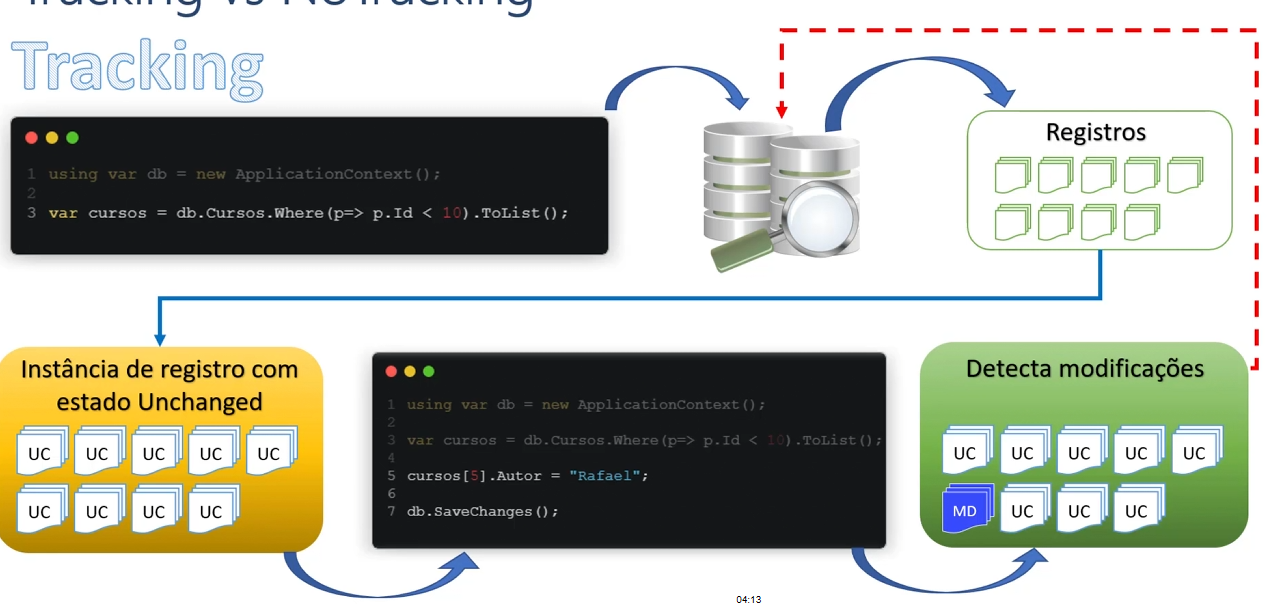 Tracking vs NoTracking
Tracking
1 using var db = new ApplicationContext();
2
3 var cursos = db.Cursos.Where(p=> p.Id < 10).ToList();
Registros
Instância de registro com
estado Unchanged
UC UC UC UC UC
UC UC UC UC
1 using var db = new ApplicationContext();
2
3 var cursos = db.Cursos.Where(p=> p.Id < 10).ToList();
4
5 cursos[5].Autor = "Rafael";
6
7 db.SaveChanges();
Detecta modificações
UC UC UC UC UC
MD UC UC UC
04:13